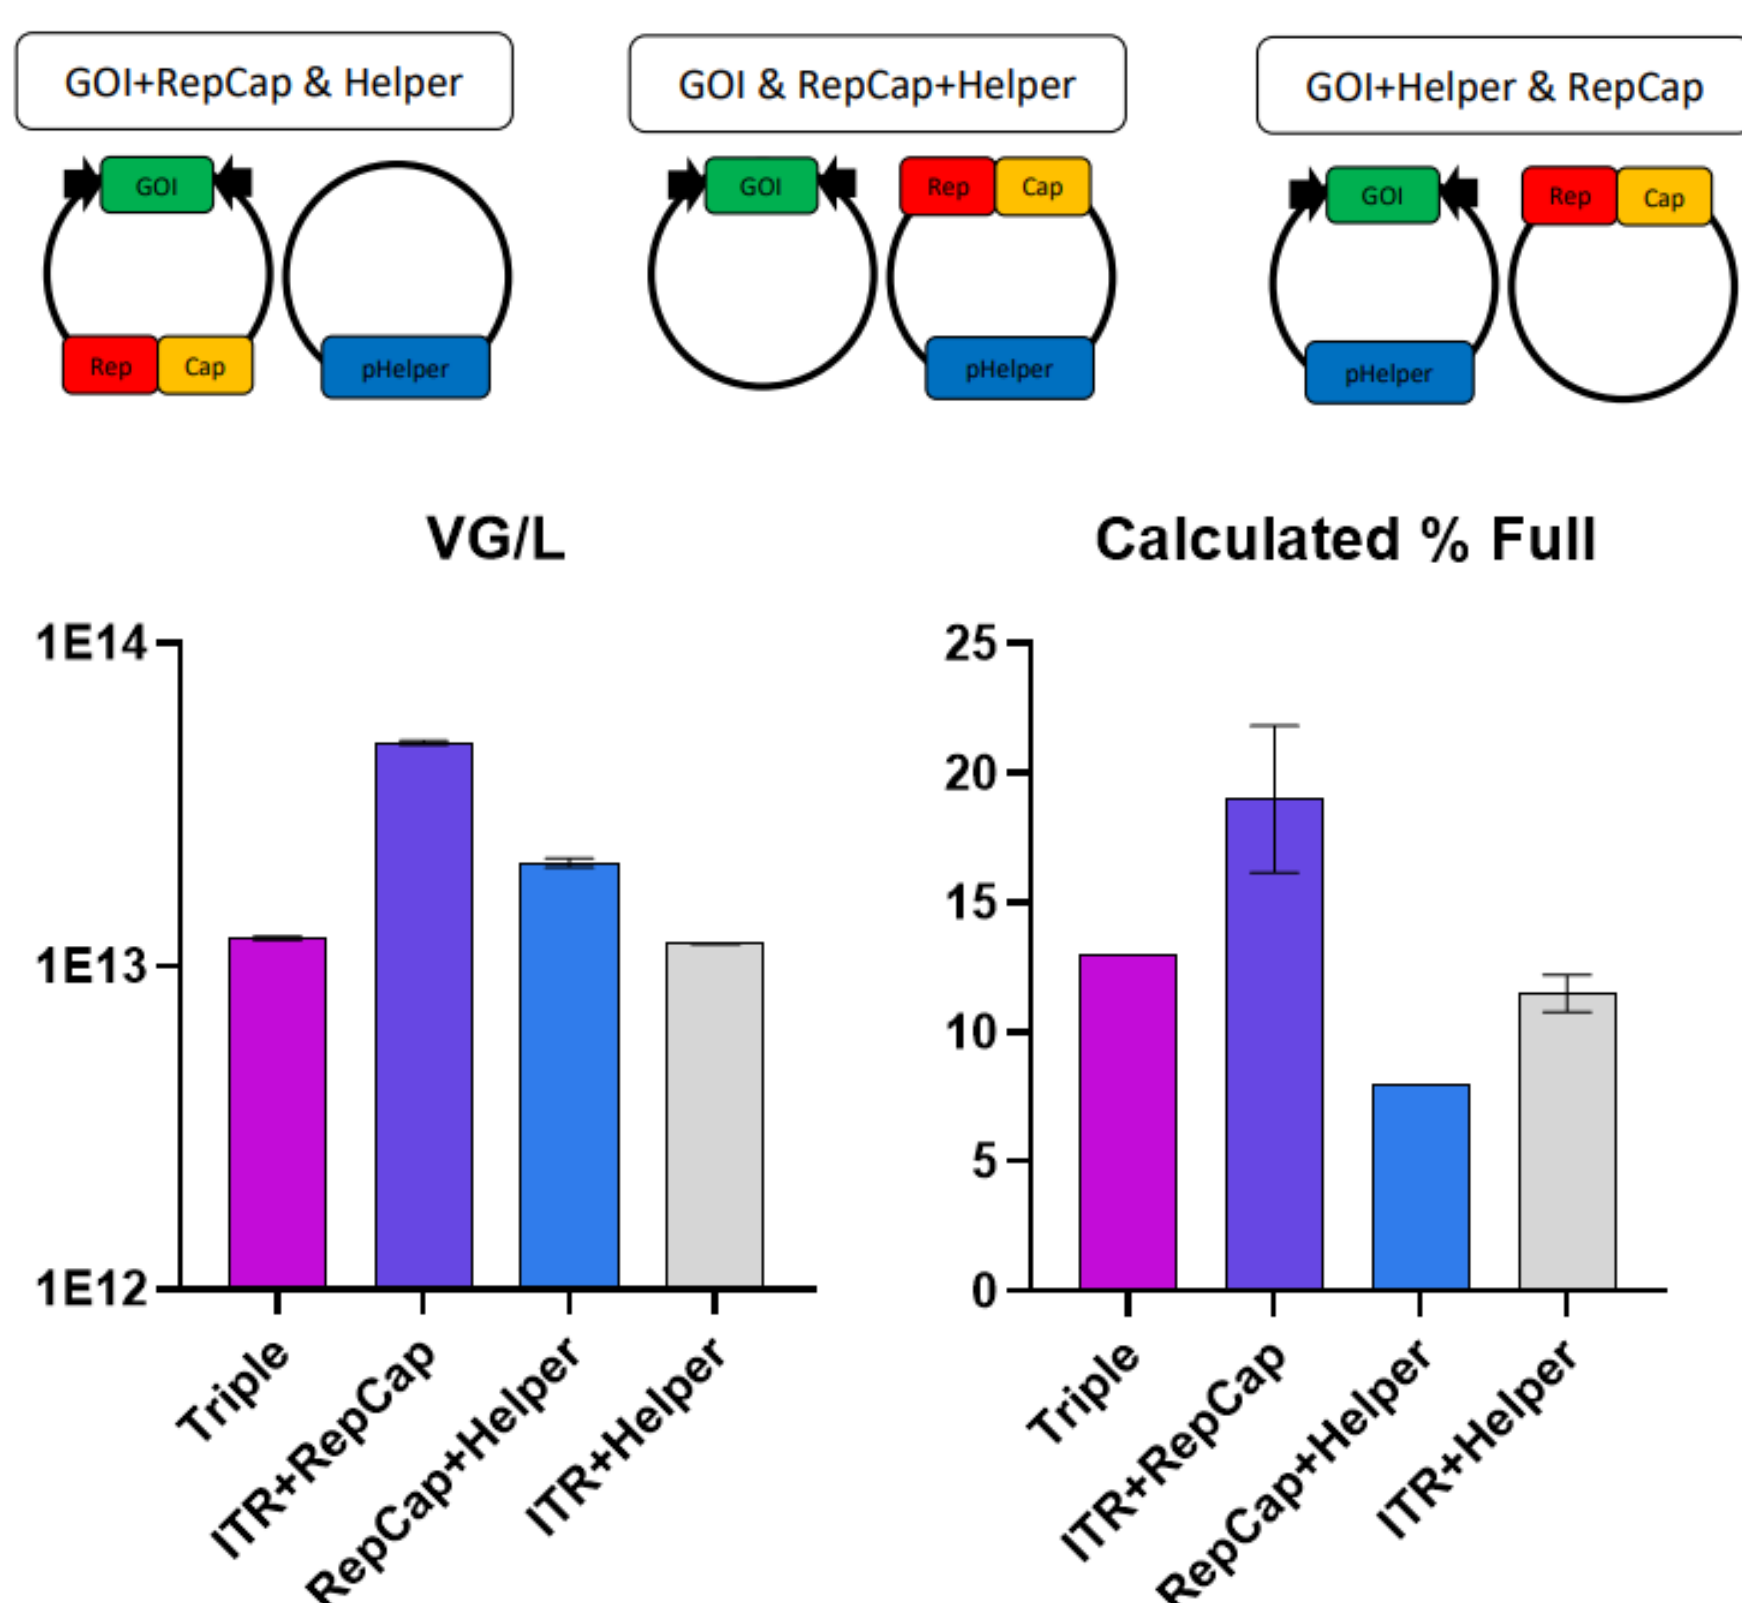 GOI+RepCap & Helper
GOI & RepCap+Helper
GOI+Helper & RepCap
GOI
Rep
Cap
pHelper
GOI
Rep
Cap
pHelper
GOI
Rep
Cap
pHelper
VG/L
1E14
1E13
1E12
Triple
ITR+RepCap
RepCap+Helper
ITR+Helper
Calculated % Full
25
20
15
10
5
0
Triple
ITR+RepCap
RepCap+Helper
ITR+Helper